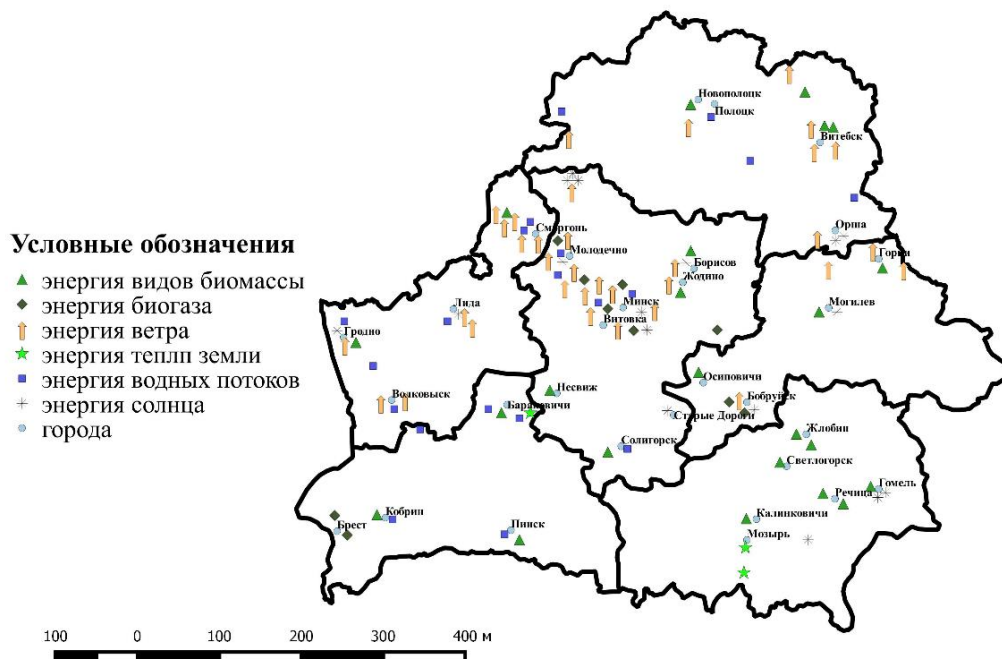 Новополоцк
Полоцк
Витебск
Условные обозначения
энергия видов биомассы
энергия биогаза
энергия ветра
энергия теплп земли
энергия водных потоков
энергия солнца
города
Сморгонь
Молодечно
Орша
Горки
Борисов
Жодино
Лида
Минск
Могилев
Гродно
Витовка
Волковыск
Несвиж
Осиповичи
Барановичи
Бобруйск
Старые Дороги
Солигорск
Жлобин
Светлогорск
Гомель
Речица
Кобрин
Брест
Пинск
Калинковичи
Мозырь
100 0 100 200 300 400 м